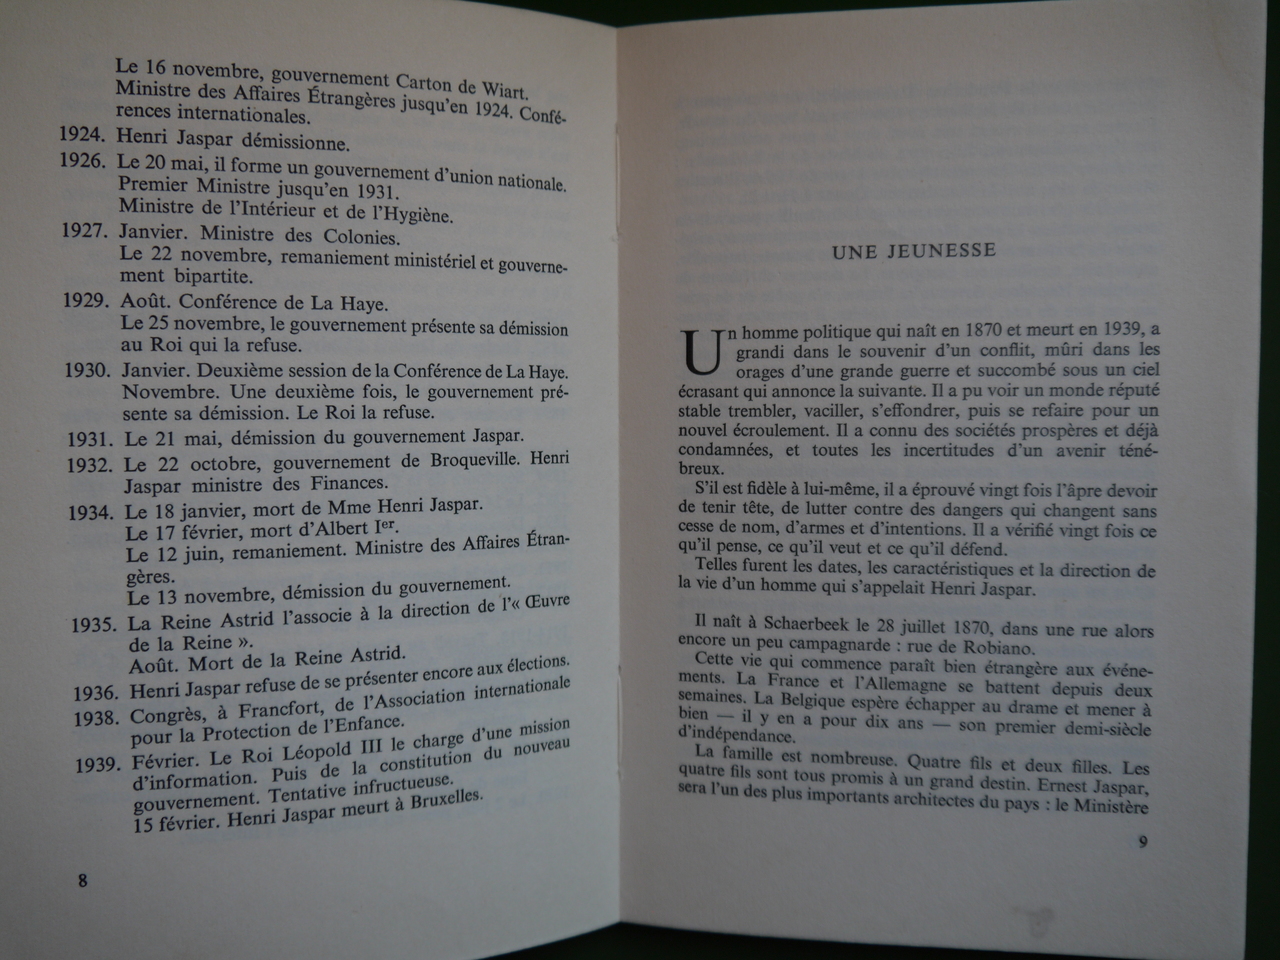 Le 16 novembre, gouvernement Carton de Wiart.
Ministre des Affaires Étrangères jusqu'en 1924. Confé-
rences internationales.
1924. Henri Jaspar démissionne.
1926. Le 20 mai, il forme un gouvernement d'union nationale.
Premier Ministre jusqu'en 1931.
Ministre de l'Intérieur et de l'Hygiène.
1927. Janvier. Ministre des Colonies.
Le 22 novembre, remaniement ministériel et gouverne-
ment bipartite.
1929. Août. Conférence de La Haye.
Le 25 novembre, le gouvernement présente sa démission
au Roi qui la refuse.
1930. Janvier. Deuxième session de la Conférence de La Haye.
Novembre. Une deuxième fois, le gouvernement pré-
sente sa démission. Le Roi la refuse.
1931. Le 21 mai, démission du gouvernement Jaspar.
1932. Le 22 octobre, gouvernement de Broqueville. Henri
Jaspar ministre des Finances.
1934. Le 18 janvier, mort de Mme Henri Jaspar.
Le 17 février, mort d'Albert Ier.
Le 12 juin, remaniement. Ministre des Affaires Étran-
gères.
Le 13 novembre, démission du gouvernement.
1935. La Reine Astrid l'associe à la direction de l'« Œuvre
de la Reine ».
Août. Mort de la Reine Astrid.
1936. Henri Jaspar refuse de se présenter encore aux élections.
1938. Congrès, à Francfort, de l'Association internationale
pour la Protection de l'Enfance.
1939. Février. Le Roi Léopold III le charge d'une mission
d'information. Puis de la constitution du nouveau
gouvernement. Tentative infructueuse.
15 février. Henri Jaspar meurt à Bruxelles.
8
UNE JEUNESSE
Un homme politique qui naît en 1870 et meurt en 1939, a
grandi dans le souvenir d'un conflit, mûri dans les
orages d'une grande guerre et succombé sous un ciel
écrasant qui annonce la suivante. Il a pu voir un monde réputé
stable trembler, vaciller, s'effondrer, puis se refaire pour un
nouvel écroulement. Il a connu des sociétés prospères et déjà
condamnées, et toutes les incertitudes d'un avenir téné-
breux.
S'il est fidèle à lui-même, il a éprouvé vingt fois l'âpre devoir
de tenir tête, de lutter contre des dangers qui changent sans
cesse de nom, d'armes et d'intentions. Il a vérifié vingt fois ce
qu'il pense, ce qu'il veut et ce qu'il défend.
Telles furent les dates, les caractéristiques et la direction de
la vie d'un homme qui s'appelait Henri Jaspar.
Il naît à Schaerbeek le 28 juillet 1870, dans une rue alors
encore un peu campagnarde : rue de Robiano.
Cette vie qui commence paraît bien étrangère aux événe-
ments. La France et l'Allemagne se battent depuis deux
semaines. La Belgique espère échapper au drame et mener à
bien — il y en a pour dix ans — son premier demi-siècle
d'indépendance.
La famille est nombreuse. Quatre fils et deux filles. Les
quatre fils sont tous promis à un grand destin. Ernest Jaspar,
sera l'un des plus importants architectes du pays : le Ministère
9